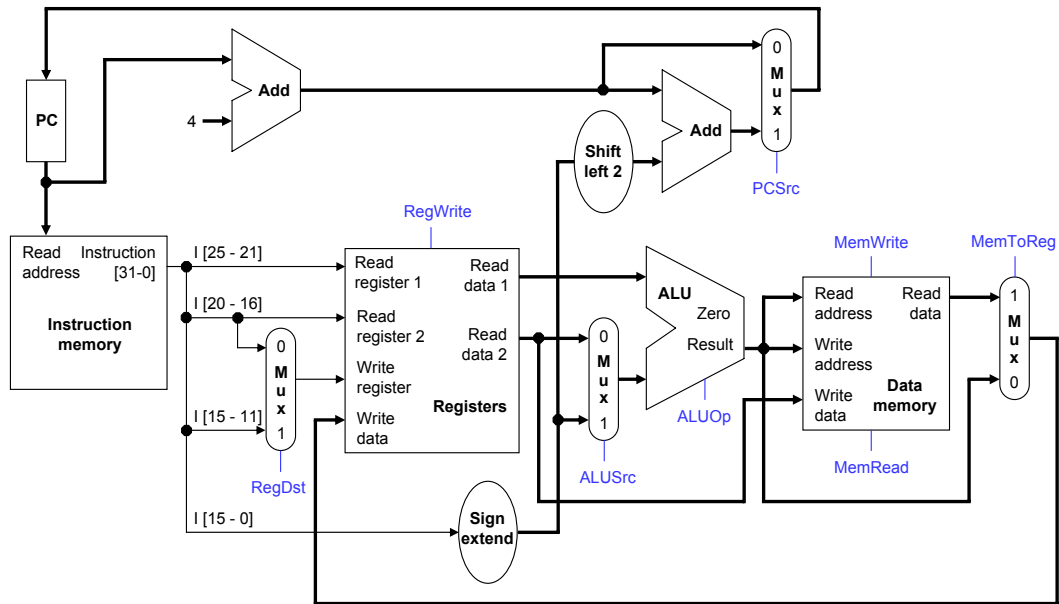 PC
Add
4
Shift
left 2
Add
0
M
u
x
1
PCSrc
Read
address
Instruction
[31-0]
Instruction
memory
I [25 - 21]
I [20 - 16]
I [15 - 11]
I [15 - 0]
0
M
u
x
1
RegDst
RegWrite
Read
register 1
Read
register 2
Write
register
Write
data
Read
data 1
Read
data 2
Registers
Sign
extend
0
M
u
x
1
ALUSrc
ALU
Zero
Result
ALUOp
MemWrite
Read
address
Write
address
Write
data
Read
data
Data
memory
MemRead
MemToReg
1
M
u
x
0